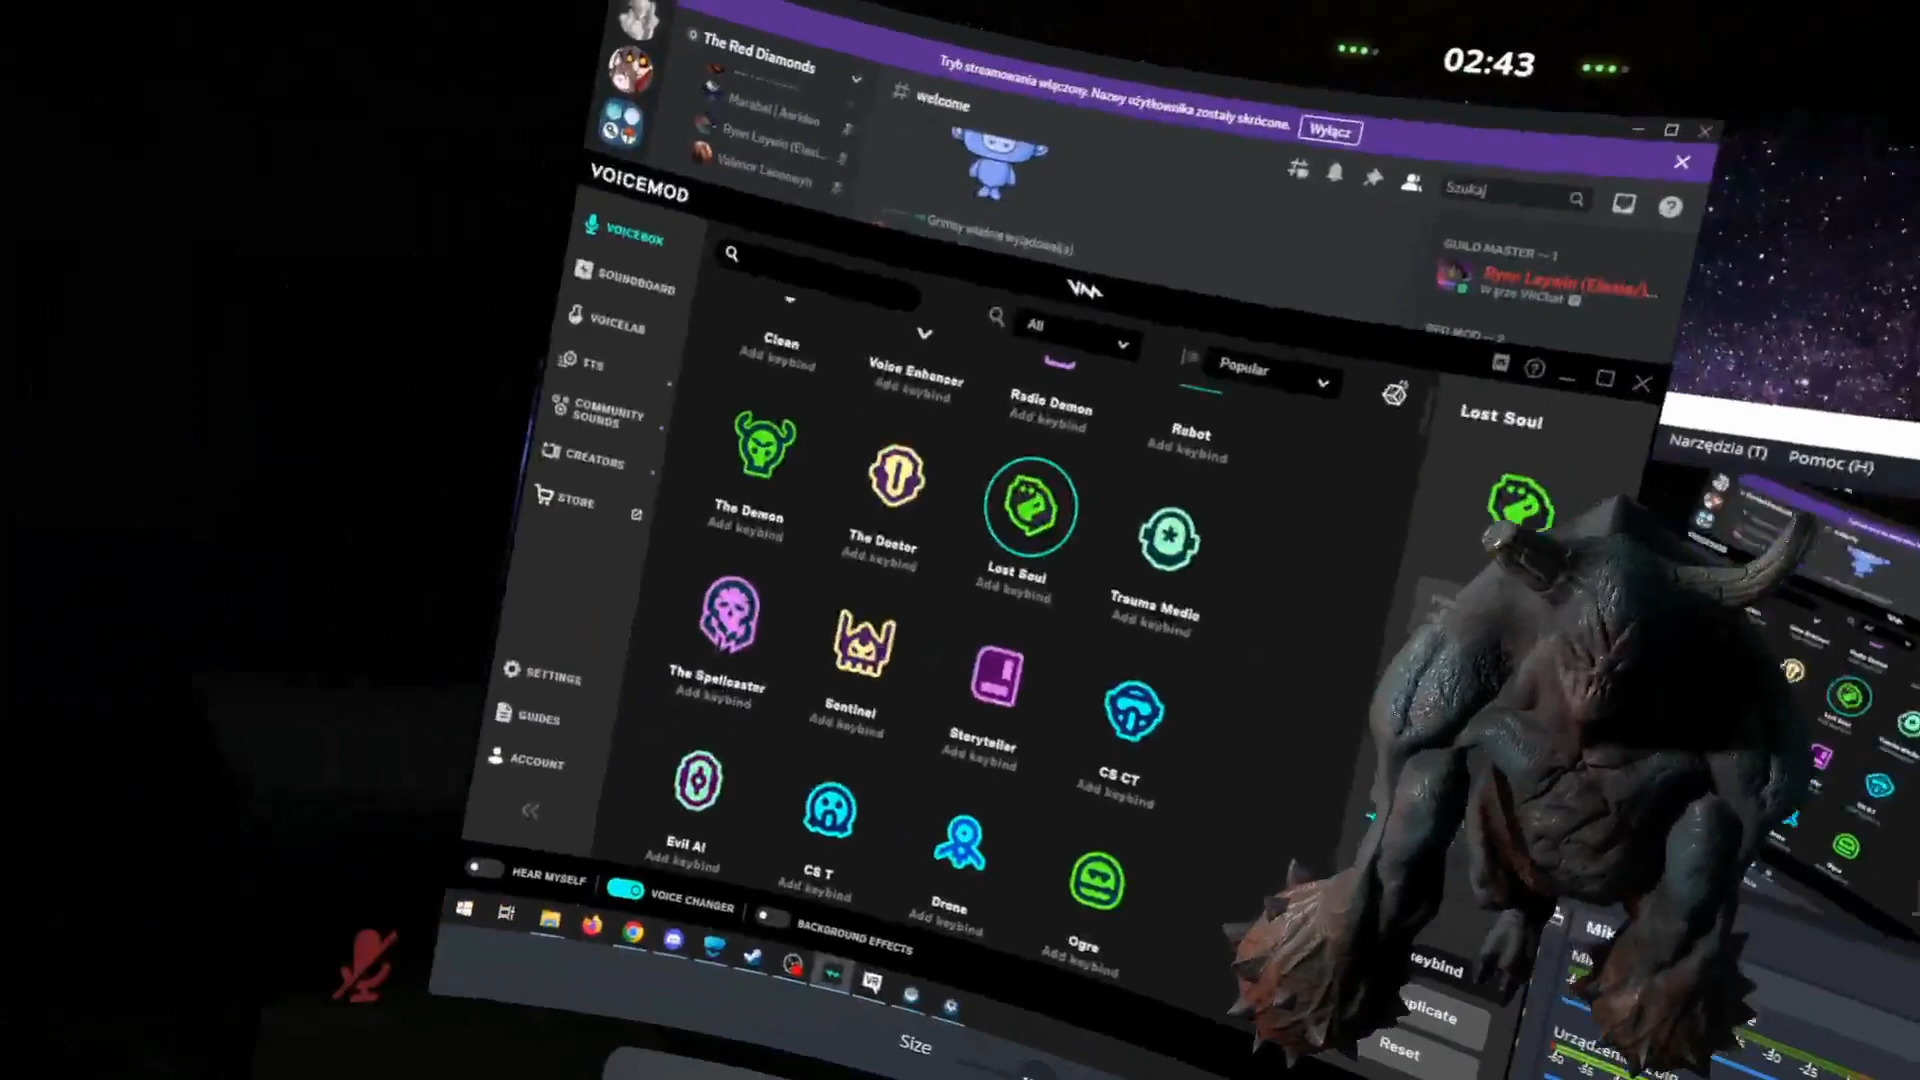 02:43
The Red Diamonds
Tryb streamowania włączony. Nazwy użytkownika zostały skrócone.
Wyłącz
# welcome
Szukaj
GUILD MASTER — 1
W grze VRChat
VOICEMOD
VOICEBOX
SOUNDBOARD
VOICELAB
TTS
COMMUNITY
SOUNDS
CREATORS
STORE
SETTINGS
GUIDES
ACCOUNT
All
Popular
Clean
Add keybind
Voice Enhancer
Add keybind
Radio Demon
Add keybind
Robot
Add keybind
The Demon
Add keybind
The Doctor
Add keybind
Lost Soul
Add keybind
Trauma Medic
Add keybind
The Spellcaster
Add keybind
Sentinel
Add keybind
Storyteller
Add keybind
CS CT
Add keybind
Evil AI
Add keybind
CS T
Add keybind
Drone
Add keybind
Ogre
Add keybind
Lost Soul
Reset
HEAR MYSELF
VOICE CHANGER
BACKGROUND EFFECTS
Narzędzia (T)
Pomoc (H)
Size